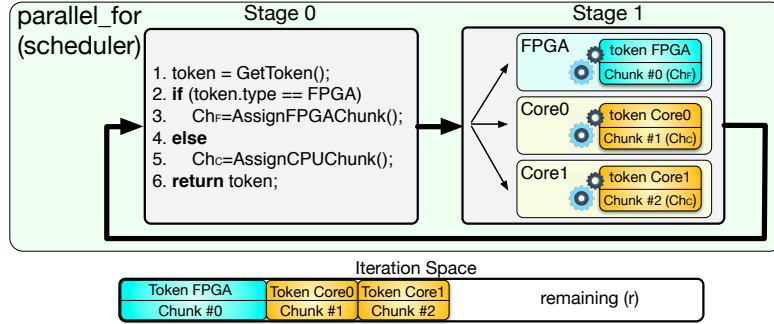 parallel_for
(scheduler)
Stage 0
1. token = GetToken();
2. if (token.type == FPGA)
3. ChF=AssignFPGAChunk();
4. else
5. ChC=AssignCPUChunk();
6. return token;
Stage 1
FPGA
token FPGA
Chunk #0 (ChF)
Core0
token Core0
Chunk #1 (ChC)
Core1
token Core1
Chunk #2 (ChC)
Iteration Space
Token FPGA
Chunk #0
Token Core0
Chunk #1
Token Core1
Chunk #2
remaining (r)